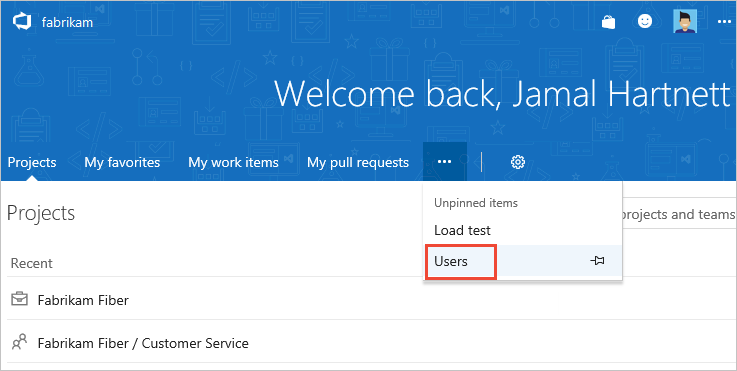 fabrikam
Welcome back, Jamal Hartnett
Projects My favorites My work items My pull requests ...
Projects
Unpinned items
projects and teams
Load test
Users
Recent
Fabrikam Fiber
Fabrikam Fiber / Customer Service